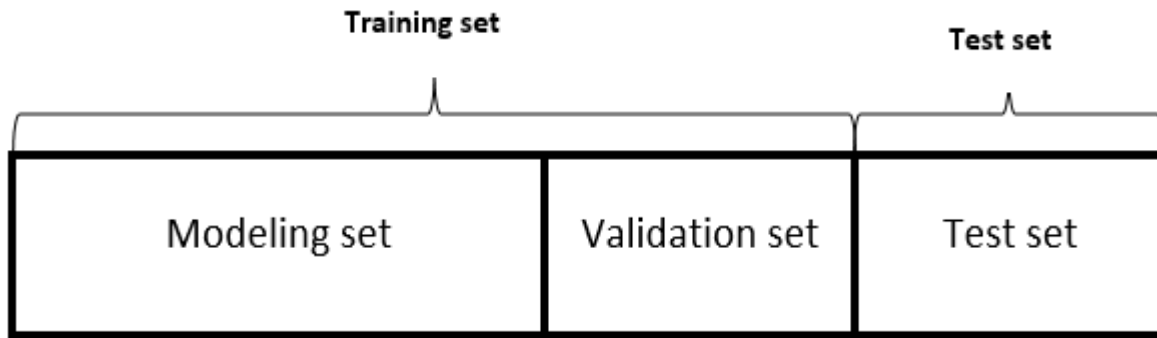 Training set
Test set
Modeling set
Validation set
Test set